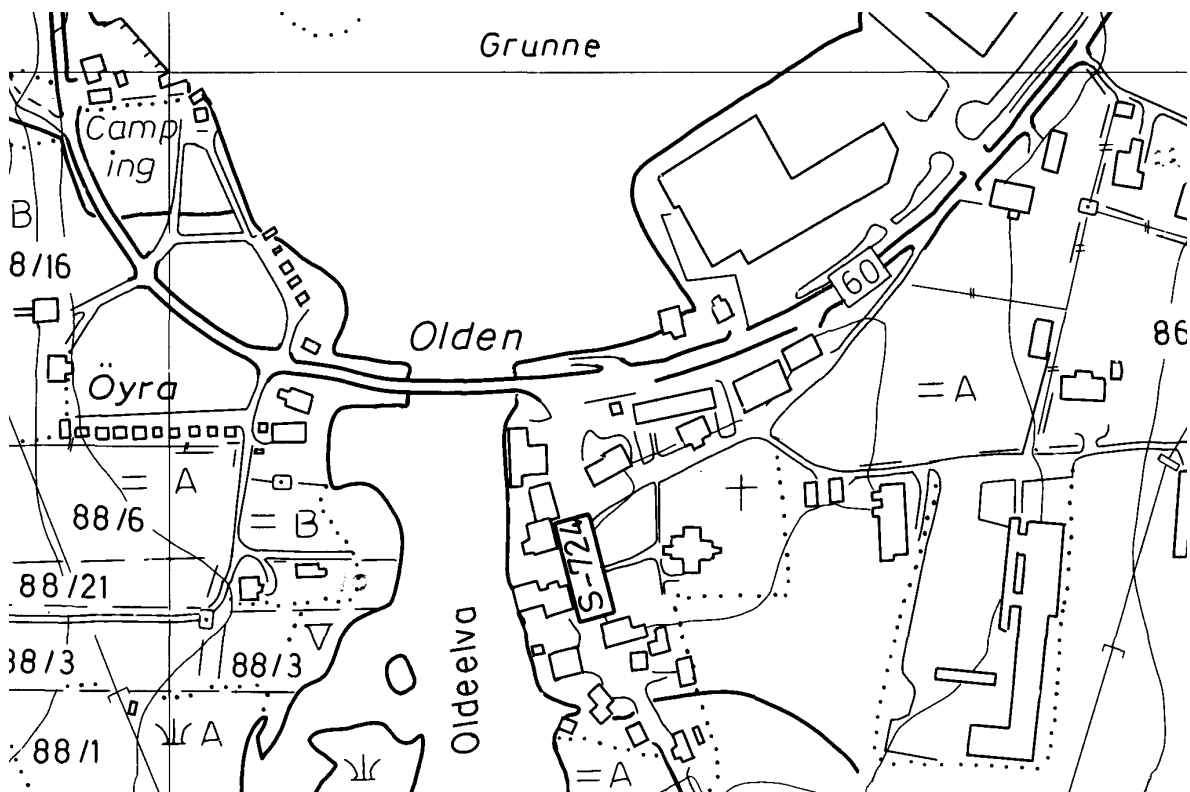 Grunne
Camp
ing
B
8/16
60
Olden
86
Öyra
= A
= A
88/6
= B
S-724
88/21
Oldeelva
88/3
88/3
A
88/1
= A